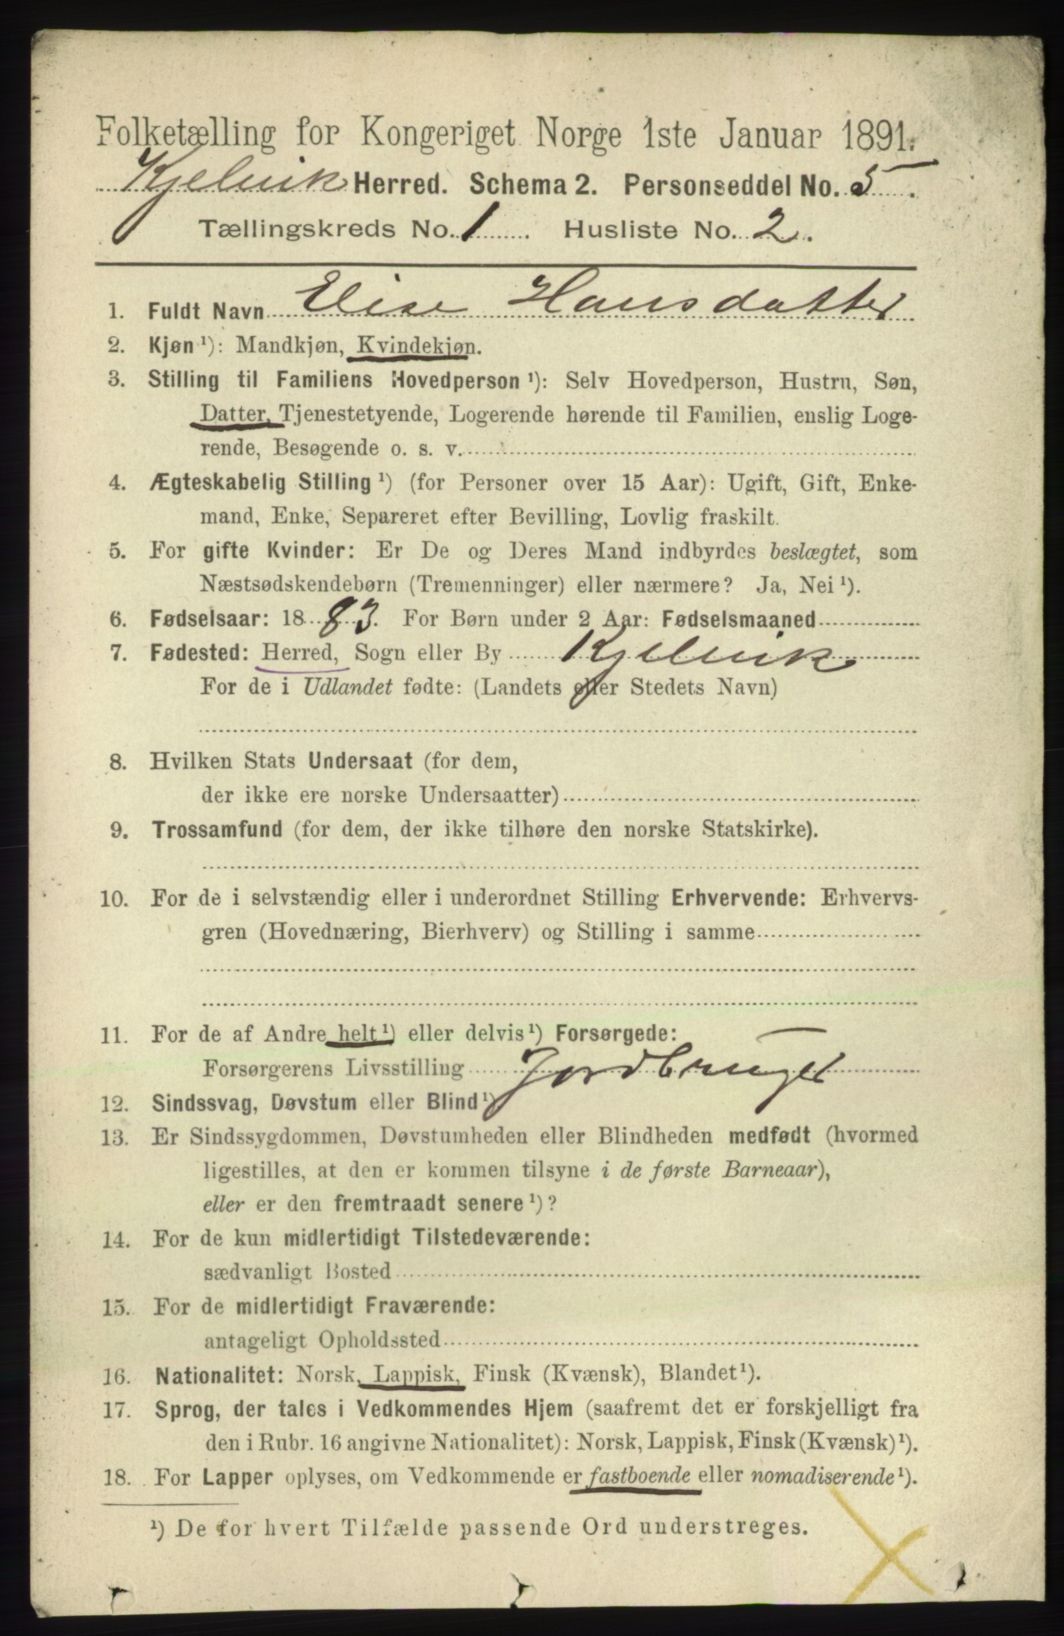 Folketælling for Kongeriget Norge 1ste Januar 1891.
Kjelvik Herred. Schema 2. Personseddel No. 5.
Tællingskreds No. 1. Husliste No. 2.
1. Fuldt Navn Elise Hansdatter
2. Kjøn ¹): Mandkjøn, Kvindekjøn.
3. Stilling til Familiens Hovedperson ¹): Selv Hovedperson, Hustru, Søn,
Datter, Tjenestetyende, Logerende hørende til Familien, enslig Loge-
rende, Besøgende o. s. v.
4. Ægteskabelig Stilling ¹) (for Personer over 15 Aar): Ugift, Gift, Enke-
mand, Enke, Separeret efter Bevilling, Lovlig fraskilt.
5. For gifte Kvinder: Er De og Deres Mand indbyrdes beslægtet, som
Næstsødskendebørn (Tremenninger) eller nærmere? Ja, Nei ¹).
6. Fødselsaar: 1883. For Børn under 2 Aar: Fødselsmaaned
7. Fødested: Herred, Sogn eller By Kjelvik
For de i Udlandet fødte: (Landets eller Stedets Navn)
8. Hvilken Stats Undersaat (for dem,
der ikke ere norske Undersaatter)
9. Trossamfund (for dem, der ikke tilhøre den norske Statskirke).
10. For de i selvstændig eller i underordnet Stilling Erhvervende: Erhvervs-
gren (Hovednæring, Bierhverv) og Stilling i samme
11. For de af Andre helt ¹) eller delvis ¹) Forsørgede:
Forsørgerens Livsstilling Jordbruger
12. Sindssvag, Døvstum eller Blind ¹)
13. Er Sindssygdommen, Døvstumheden eller Blindheden medfødt (hvormed
ligestilles, at den er kommen tilsyne i de første Barneaar),
eller er den fremtraadt senere ¹)?
14. For de kun midlertidigt Tilstedeværende:
sædvanligt Bosted
15. For de midlertidigt Fraværende:
antageligt Opholdssted
16. Nationalitet: Norsk, Lappisk, Finsk (Kvænsk), Blandet ¹).
17. Sprog, der tales i Vedkommendes Hjem (saafremt det er forskjelligt fra
den i Rubr. 16 angivne Nationalitet): Norsk, Lappisk, Finsk (Kvænsk) ¹).
18. For Lapper oplyses, om Vedkommende er fastboende eller nomadiserende ¹).
¹) De for hvert Tilfælde passende Ord understreges.